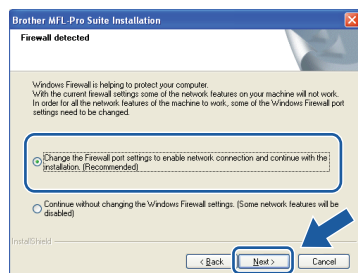 Brother MFL-Pro Suite Installation
Firewall detected
Windows Firewall is helping to protect your computer.
With the current firewall settings some of the network features on your machine will not work.
In order for all the network features of the machine to work, some of the Windows Firewall port
settings need to be changed.
Change the Firewall port settings to enable network connection and continue with the
installation. (Recommended)
Continue without changing the Windows Firewall settings. (Some network features will be
disabled)
InstallShield
< Back
Next >
Cancel